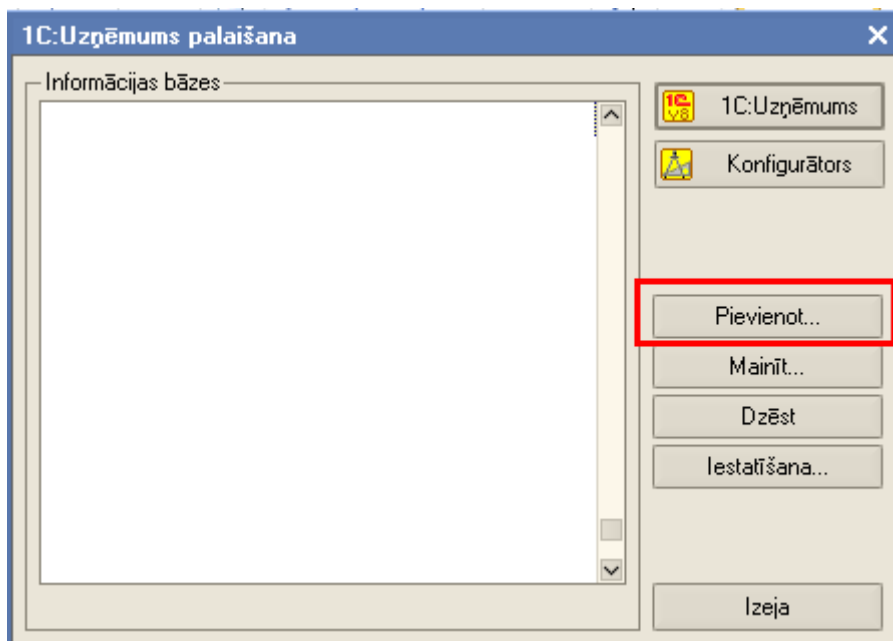 1C:Uzņēmums palaišana
Informācijas bāzes
1C:Uzņēmums
Konfigurātors
Pievienot...
Mainīt...
Dzēst
Iestatīšana...
Izeja